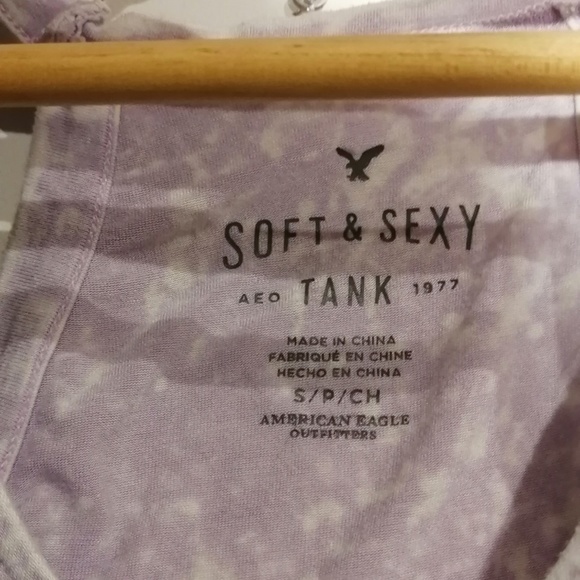 SOFT & SEXY
AEO TANK 1977
MADE IN CHINA
FABRIQUÉ EN CHINE
HECHO EN CHINA
S/P/CH
AMERICAN EAGLE
OUTFITTERS